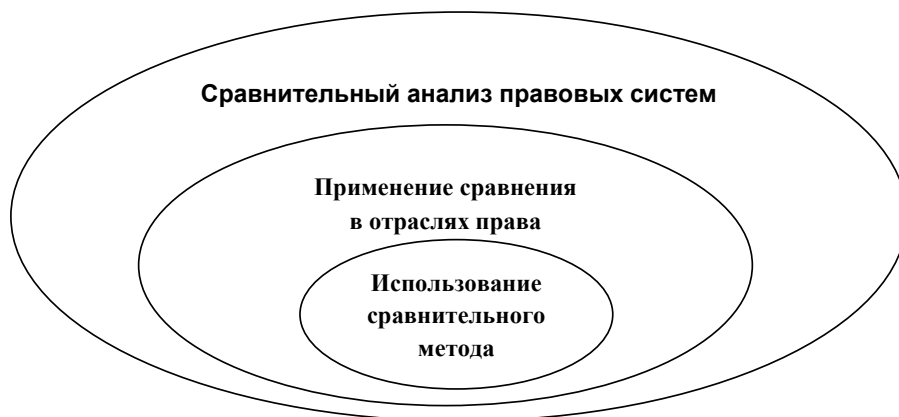 Сравнительный анализ правовых систем
Применение сравнения
в отраслях права
Использование
сравнительного
метода